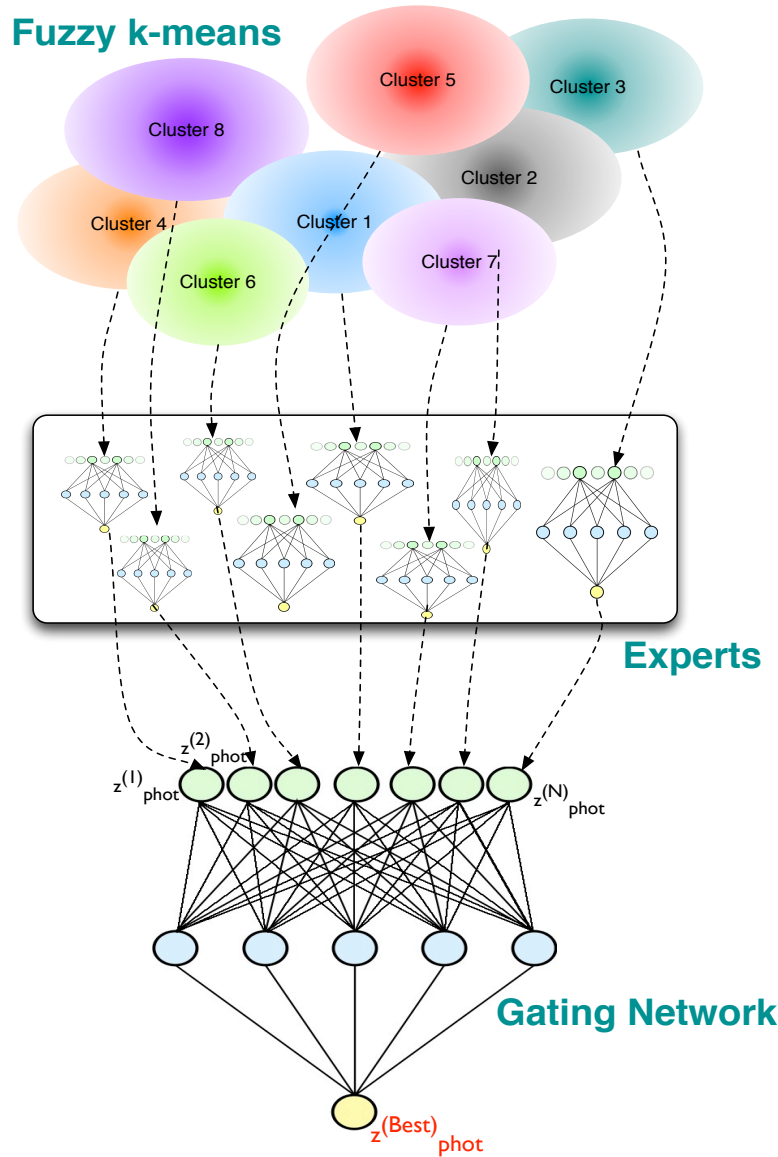 Fuzzy k-means
Cluster 5
Cluster 3
Cluster 8
Cluster 2
Cluster 4
Cluster 1
Cluster 7
Cluster 6
Experts
z(2)phot
z(1)phot
z(N)phot
Gating Network
z(Best)phot